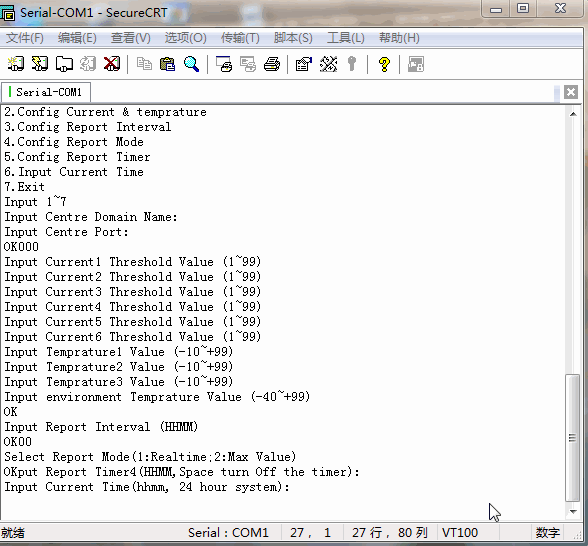 Serial-COM1 - SecureCRT
文件(F) 编辑(E) 查看(V) 选项(O) 传输(T) 脚本(S) 工具(L) 帮助(H)
Serial-COM1
2.Config Current & temprature
3.Config Report Interval
4.Config Report Mode
5.Config Report Timer
6.Input Current Time
7.Exit
Input 1~7
Input Centre Domain Name:
Input Centre Port:
OK000
Input Current1 Threshold Value (1~99)
Input Current2 Threshold Value (1~99)
Input Current3 Threshold Value (1~99)
Input Current4 Threshold Value (1~99)
Input Current5 Threshold Value (1~99)
Input Current6 Threshold Value (1~99)
Input Temprature1 Value (-10~+99)
Input Temprature2 Value (-10~+99)
Input Temprature3 Value (-10~+99)
Input environment Temprature Value (-40~+99)
OK
Input Report Interval (HHMM)
OK00
Select Report Mode(1:Realtime;2:Max Value)
OKput Report Timer4(HHMM,Space turn Off the timer):
Input Current Time(hhmm, 24 hour system):
就绪 Serial : COM1 27, 1 27 行, 80 列 VT100 数字